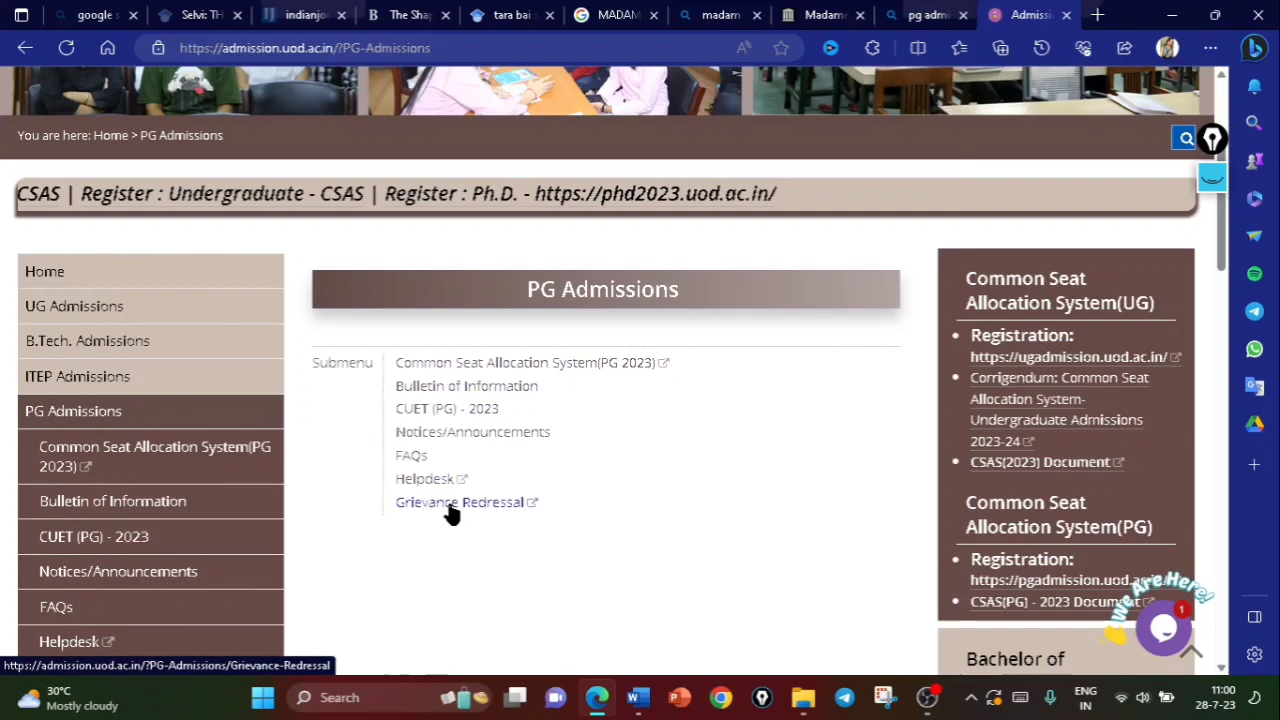 google s
Selvi: TH
indianjo
The Shap
tara bai s
MADAM
madam
Madame
pg adm
Admissi
https://admission.uod.ac.in/?PG-Admissions
You are here: Home > PG Admissions
CSAS | Register : Undergraduate - CSAS | Register : Ph.D. - https://phd2023.uod.ac.in/
Home
UG Admissions
B.Tech. Admissions
ITEP Admissions
PG Admissions
Common Seat Allocation System(PG
2023)
Bulletin of Information
CUET (PG) - 2023
Notices/Announcements
FAQs
Helpdesk
PG Admissions
Submenu
Common Seat Allocation System(PG 2023)
Bulletin of Information
CUET (PG) - 2023
Notices/Announcements
FAQs
Helpdesk
Grievance Redressal
Common Seat
Allocation System(UG)
Registration:
https://ugadmission.uod.ac.in/
Corrigendum: Common Seat
Allocation System-
Undergraduate Admissions
2023-24
CSAS(2023) Document
Common Seat
Allocation System(PG)
Registration:
https://pgadmission.uod.ac
CSAS(PG) - 2023 Document
We Are Here!
1
Bachelor of
https://admission.uod.ac.in/?PG-Admissions/Grievance-Redressal
30°C
Mostly cloudy
Search
ENG
IN
11:00
28-7-23